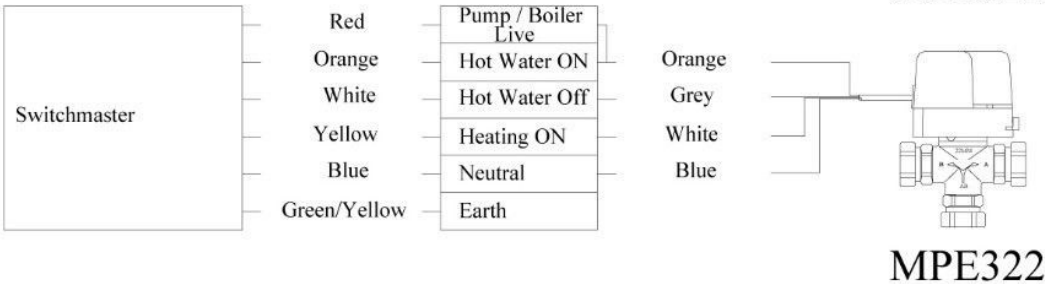 Red
Pump / Boiler
Live
Orange
Hot Water ON
Orange
White
Hot Water Off
Grey
Switchmaster
Yellow
Heating ON
White
Blue
Neutral
Blue
Green/Yellow
Earth
B
A
AB
MPE322